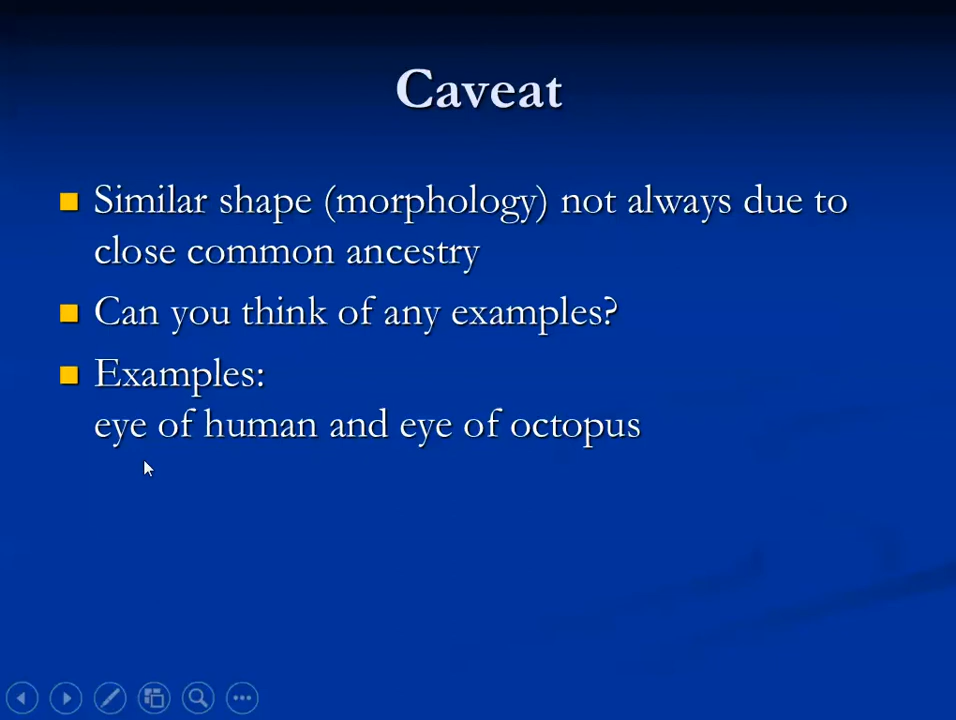 Caveat
Similar shape (morphology) not always due to
close common ancestry
Can you think of any examples?
Examples:
eye of human and eye of octopus